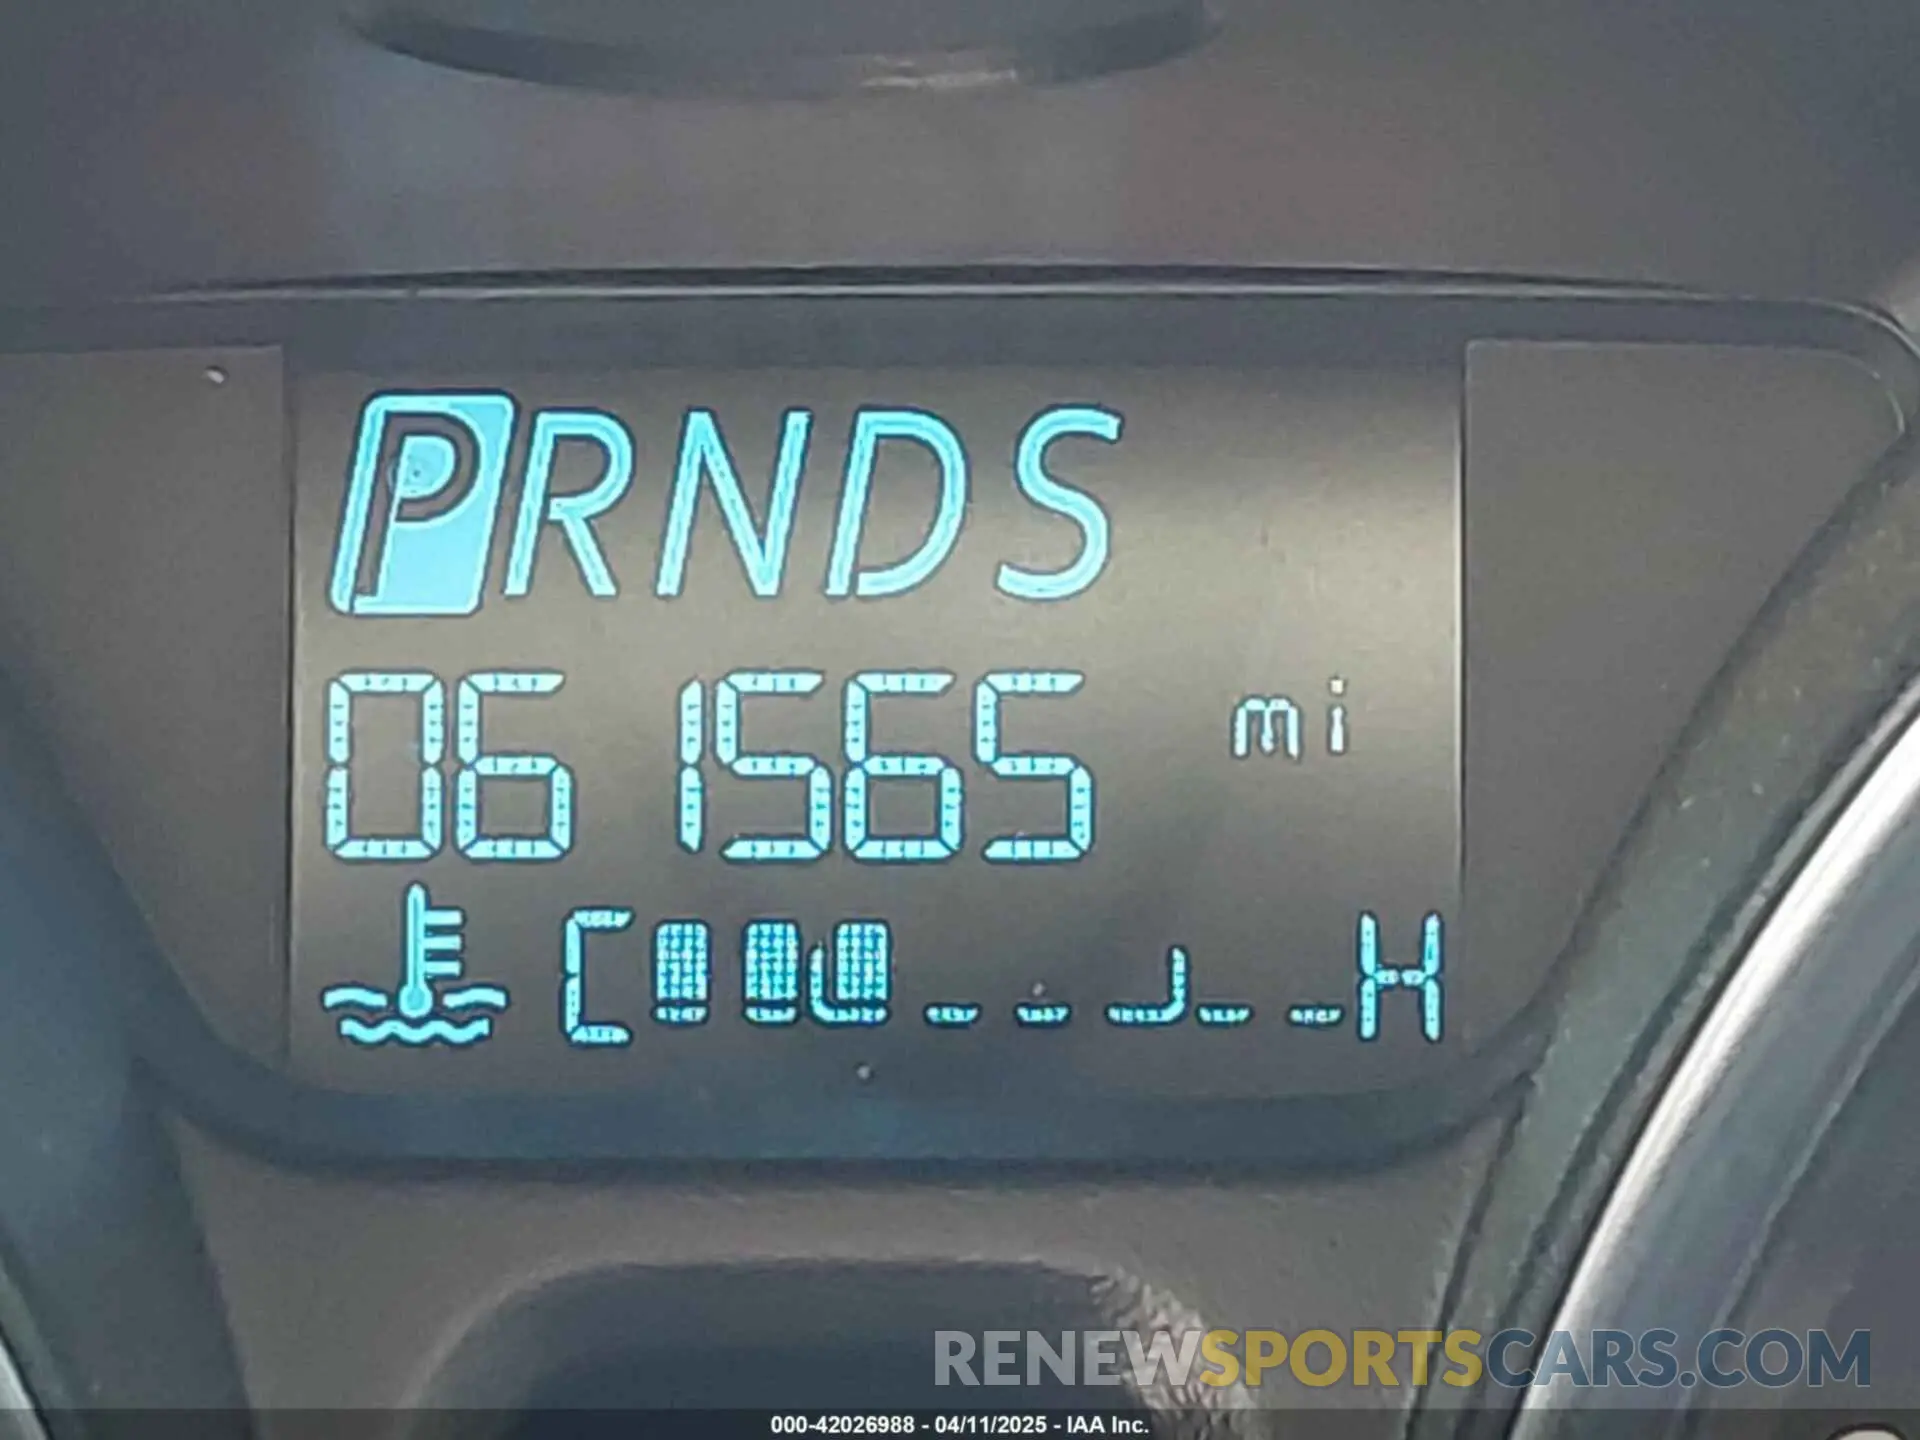 PRNDS
061565 mi
C H
RENEWSPORTSCARS.COM
000-42026988 - 04/11/2025 - IAA Inc.